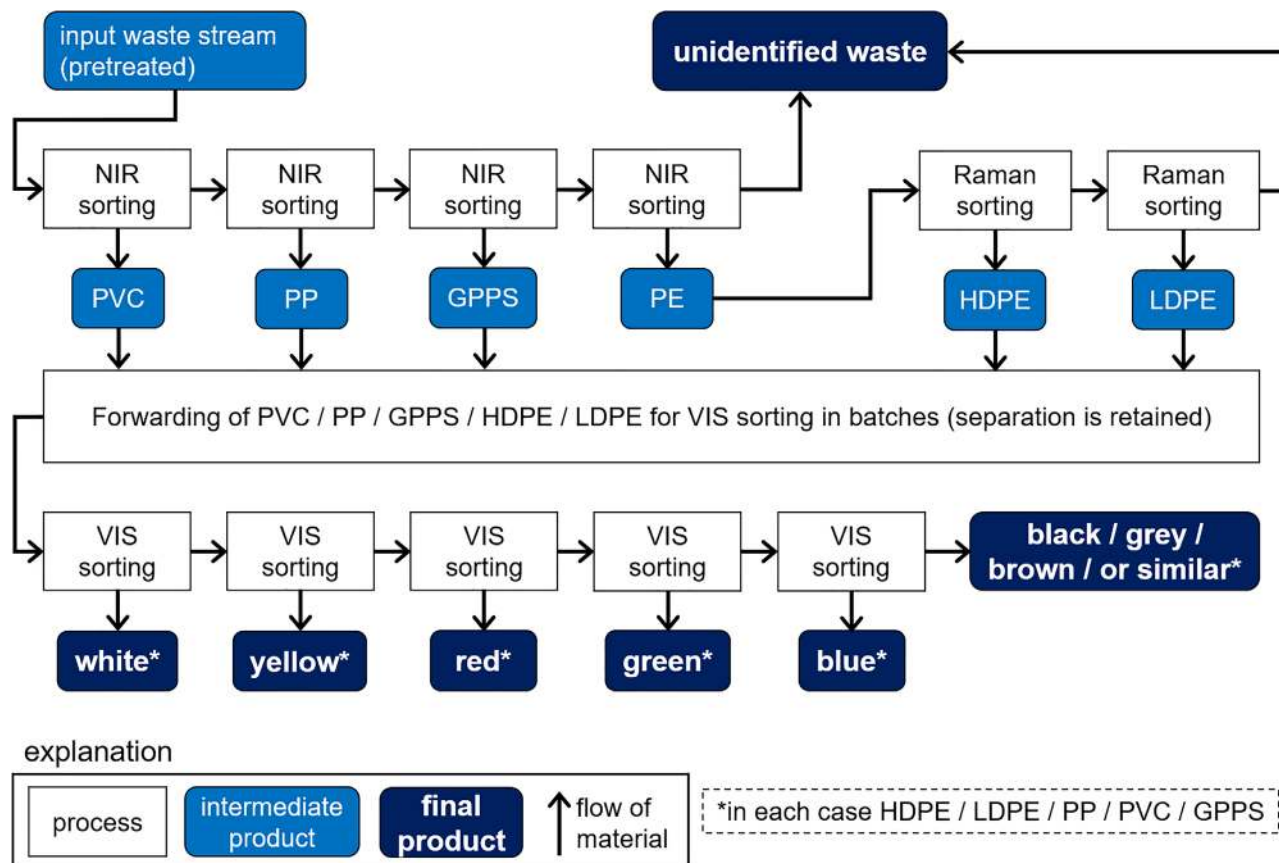 input waste stream
(pretreated)
unidentified waste
NIR
sorting
NIR
sorting
NIR
sorting
NIR
sorting
Raman
sorting
Raman
sorting
PVC
PP
GPPS
PE
HDPE
LDPE
Forwarding of PVC / PP / GPPS / HDPE / LDPE for VIS sorting in batches (separation is retained)
VIS
sorting
VIS
sorting
VIS
sorting
VIS
sorting
VIS
sorting
black / grey /
brown / or similar*
white*
yellow*
red*
green*
blue*
explanation
process
intermediate
product
final
product
flow of
material
*in each case HDPE / LDPE / PP / PVC / GPPS